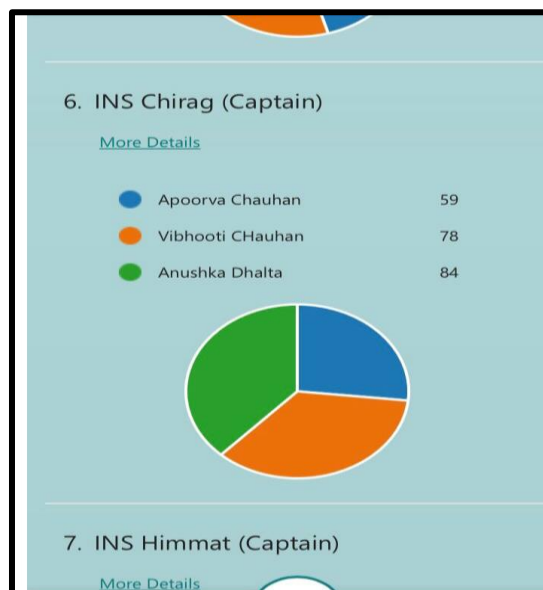 6. INS Chirag (Captain)
More Details
Apoorva Chauhan 59
Vibhooti CHauhan 78
Anushka Dhalta 84
7. INS Himmat (Captain)
More Details